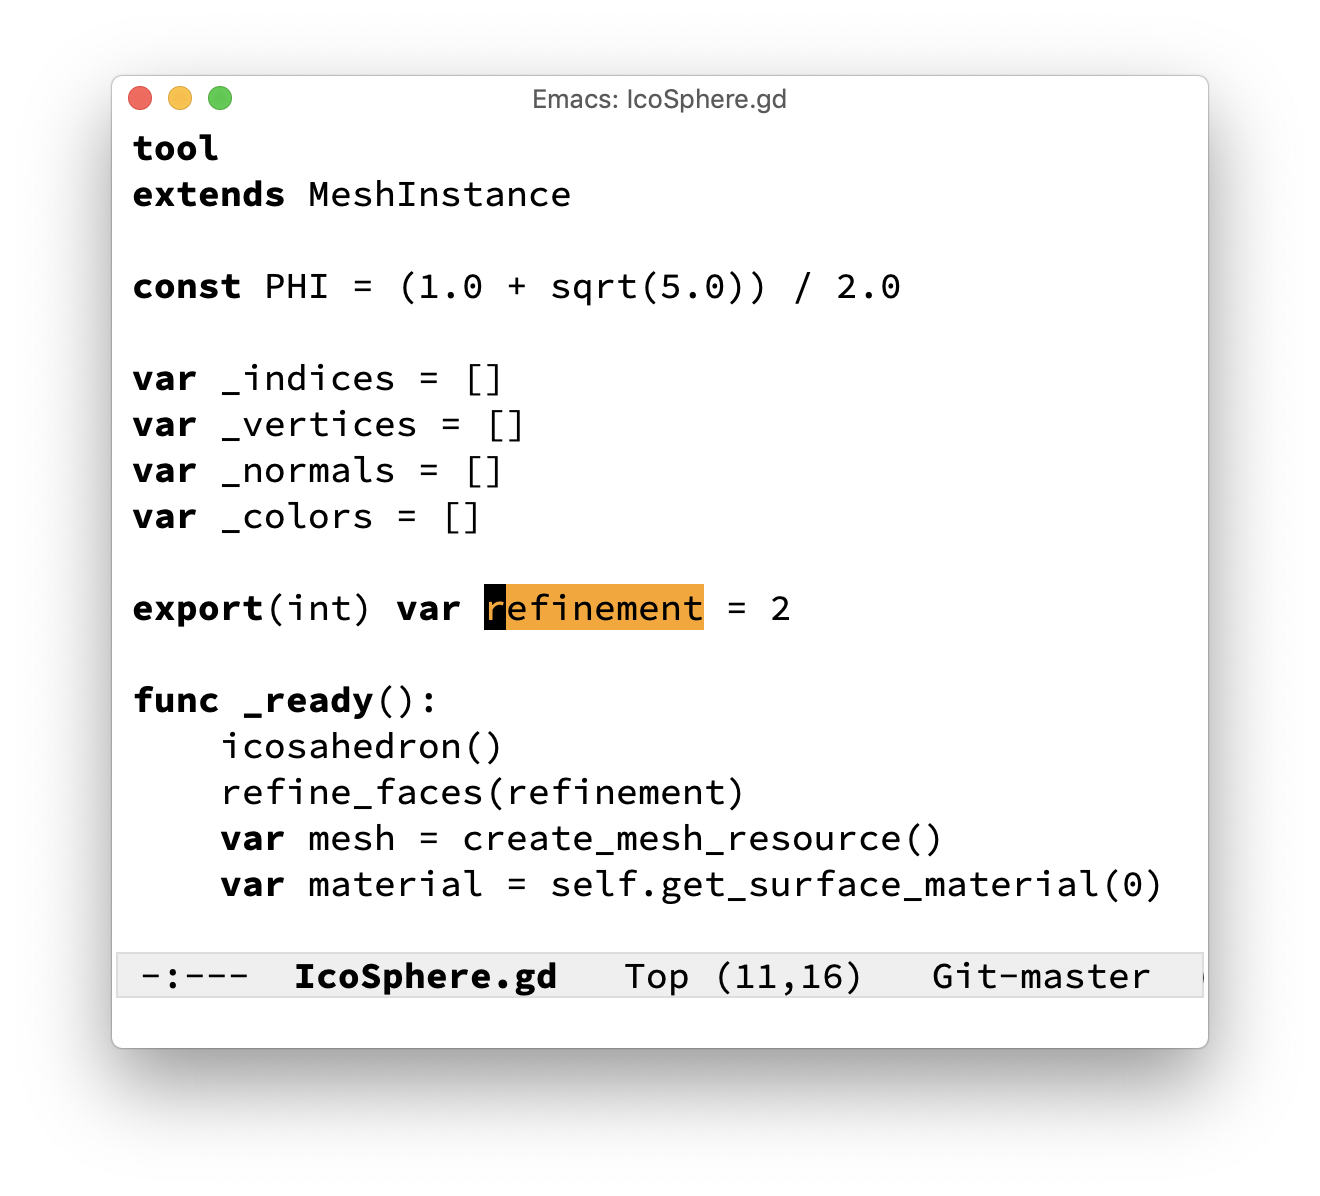 Emacs: IcoSphere.gd
tool
extends MeshInstance
const PHI = (1.0 + sqrt(5.0)) / 2.0
var _indices = []
var _vertices = []
var _normals = []
var _colors = []
export(int) var refinement = 2
func _ready():
    icosahedron()
    refine_faces(refinement)
    var mesh = create_mesh_resource()
    var material = self.get_surface_material(0)
-:---  IcoSphere.gd   Top (11,16)   Git-master